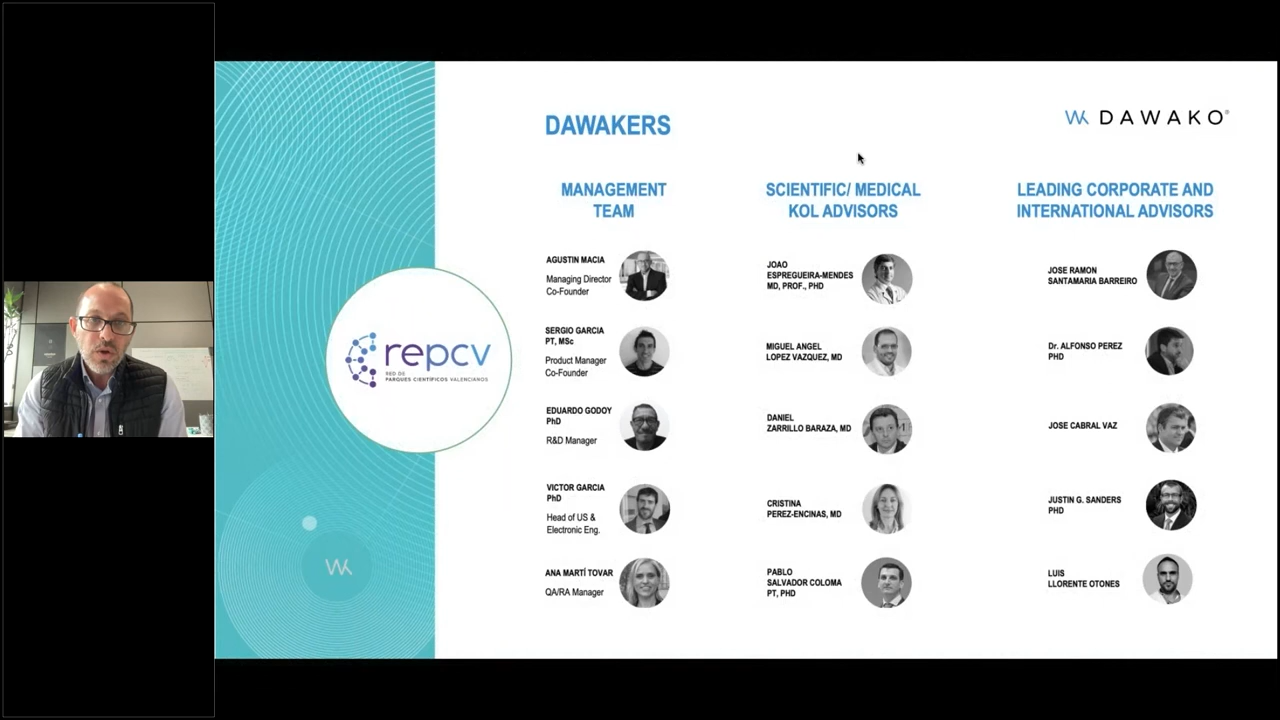 DAWAKERS
WK DAWAKO®
MANAGEMENT
TEAM
AGUSTIN MACIA
Managing Director
Co-Founder
SERGIO GARCIA
PT, MSc
Product Manager
Co-Founder
EDUARDO GODOY
PhD
R&D Manager
VICTOR GARCIA
PhD
Head of US &
Electronic Eng.
ANA MARTÍ TOVAR
QA/RA Manager
SCIENTIFIC/ MEDICAL
KOL ADVISORS
JOAO
ESPREGUEIRA-MENDES
MD, PROF., PHD
MIGUEL ANGEL
LOPEZ VAZQUEZ, MD
DANIEL
ZARRILLO BARAZA, MD
CRISTINA
PEREZ-ENCINAS, MD
PABLO
SALVADOR COLOMA
PT, PHD
LEADING CORPORATE AND
INTERNATIONAL ADVISORS
JOSE RAMON
SANTAMARIA BARREIRO
Dr. ALFONSO PEREZ
PHD
JOSE CABRAL VAZ
JUSTIN G. SANDERS
PHD
LUIS
LLORENTE OTONES
repcv
RED DE
PARQUES CIENTÍFICOS VALENCIANOS
WK